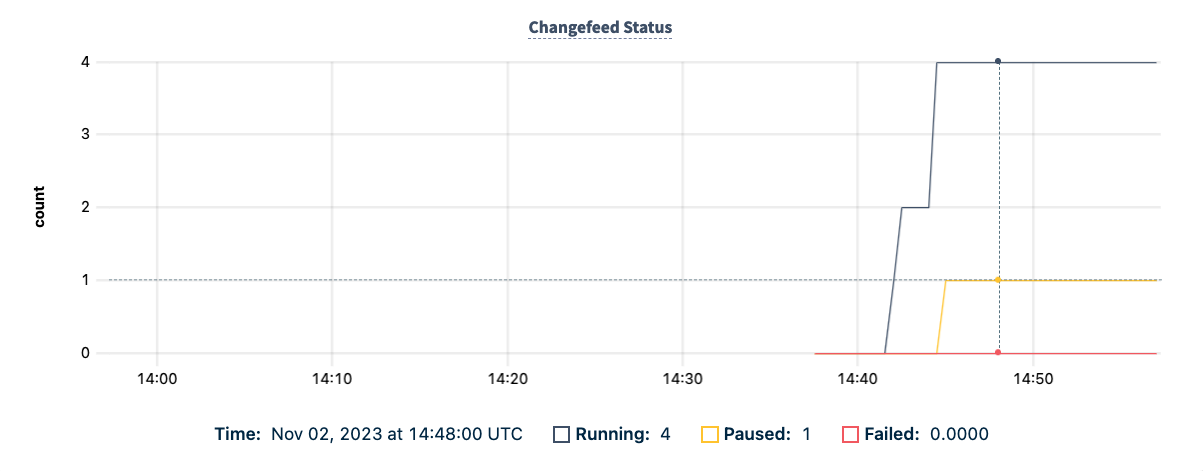 Changefeed Status
4
3
2
1
0
count
14:00 14:10 14:20 14:30 14:40 14:50
Time: Nov 02, 2023 at 14:48:00 UTC Running: 4 Paused: 1 Failed: 0.0000